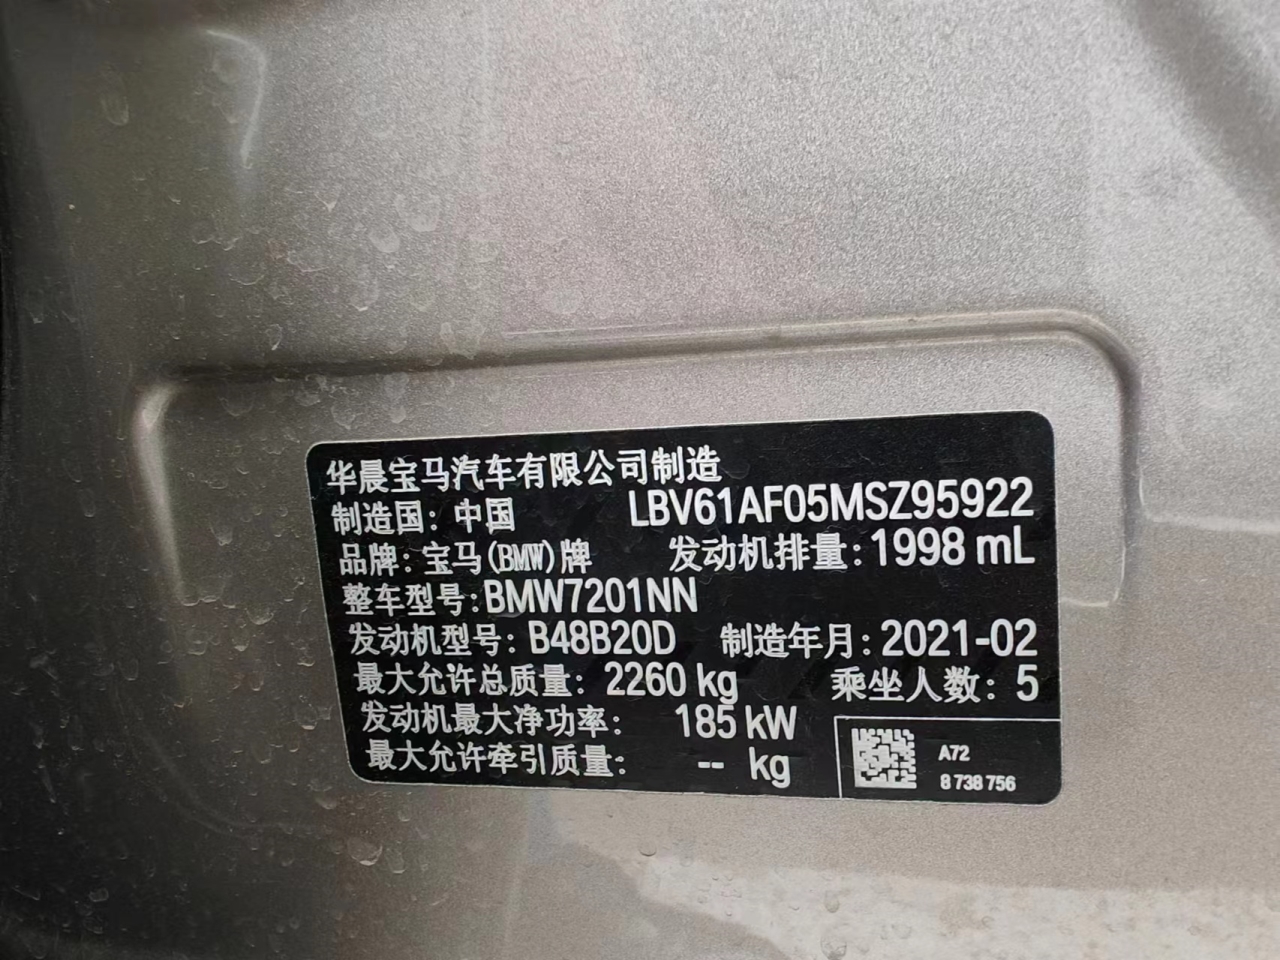 华晨宝马汽车有限公司制造
制造国：中国 LBV61AF05MSZ95922
品牌：宝马(BMW)牌 发动机排量：1998 mL
整车型号：BMW7201NN
发动机型号：B48B20D 制造年月：2021-02
最大允许总质量：2260 kg 乘坐人数：5
发动机最大净功率： 185 kW
最大允许牵引质量： -- kg
A72
8 738 756